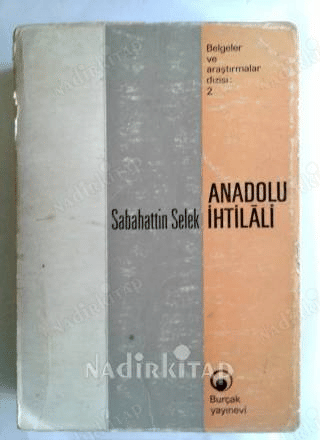 Belgeler
ve
araştırmalar
dizisi:
2
ANADOLU
Sabahattin Selek İHTİLÂLİ
NADİRKİTAP
Burçak
yayınevi